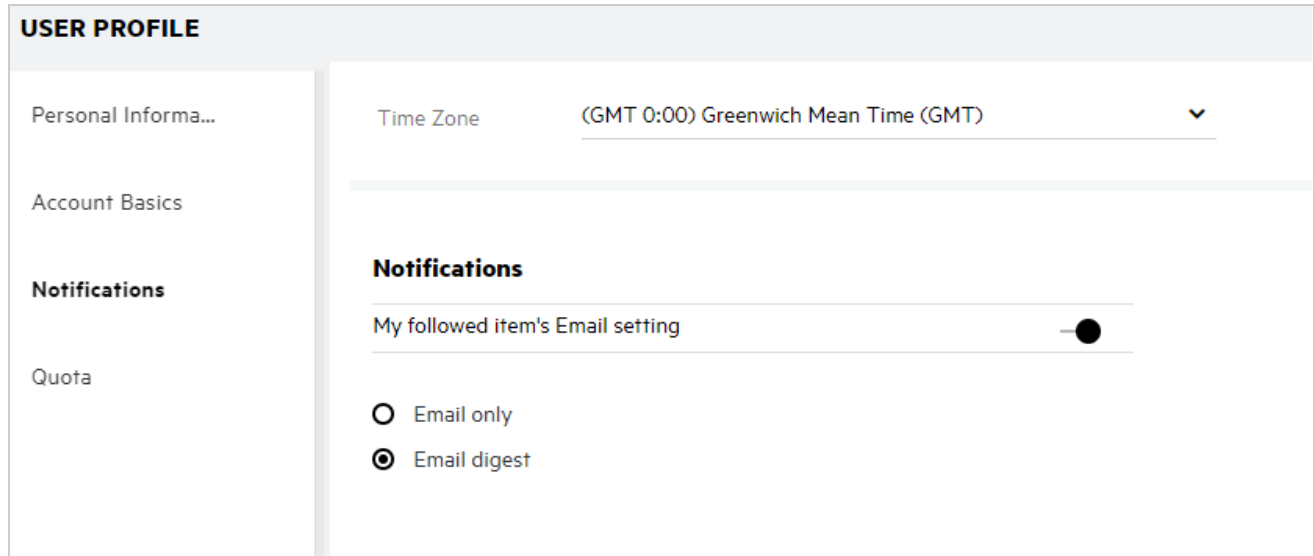 USER PROFILE
Personal Informa...
Account Basics
Notifications
Quota
Time Zone (GMT 0:00) Greenwich Mean Time (GMT)
Notifications
My followed item's Email setting
Email only
Email digest